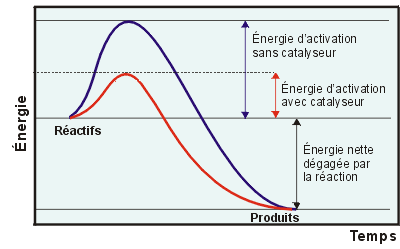 Énergie d'activation
sans catalyseur
Énergie d'activation
avec catalyseur
Énergie
Réactifs
Énergie nette
dégagée par
la réaction
Produits
Temps